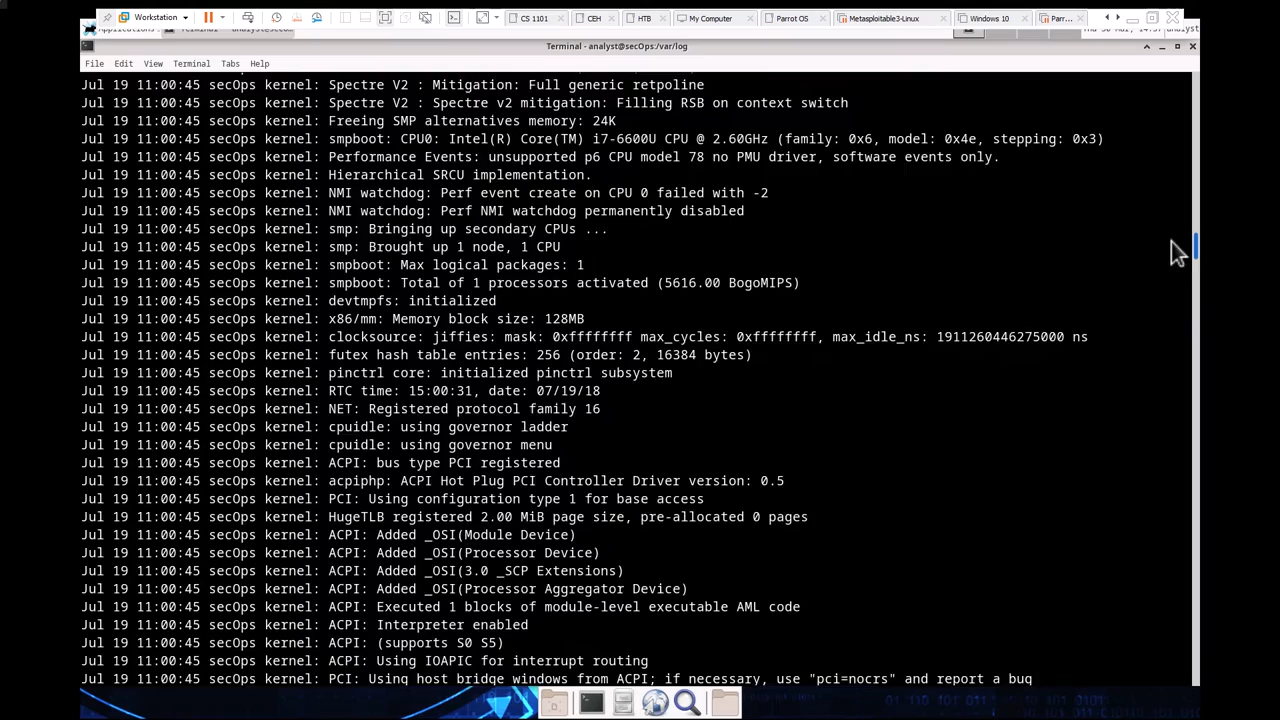 Workstation
CS 1101
CEH
HTB
My Computer
Parrot OS
Metasploitable3-Linux
Windows 10
Parr...
Terminal - analyst@secOps:/var/log
File Edit View Terminal Tabs Help
Jul 19 11:00:45 secOps kernel: Spectre V2 : Mitigation: Full generic retpoline
Jul 19 11:00:45 secOps kernel: Spectre V2 : Spectre v2 mitigation: Filling RSB on context switch
Jul 19 11:00:45 secOps kernel: Freeing SMP alternatives memory: 24K
Jul 19 11:00:45 secOps kernel: smpboot: CPU0: Intel(R) Core(TM) i7-6600U CPU @ 2.60GHz (family: 0x6, model: 0x4e, stepping: 0x3)
Jul 19 11:00:45 secOps kernel: Performance Events: unsupported p6 CPU model 78 no PMU driver, software events only.
Jul 19 11:00:45 secOps kernel: Hierarchical SRCU implementation.
Jul 19 11:00:45 secOps kernel: NMI watchdog: Perf event create on CPU 0 failed with -2
Jul 19 11:00:45 secOps kernel: NMI watchdog: Perf NMI watchdog permanently disabled
Jul 19 11:00:45 secOps kernel: smp: Bringing up secondary CPUs ...
Jul 19 11:00:45 secOps kernel: smp: Brought up 1 node, 1 CPU
Jul 19 11:00:45 secOps kernel: smpboot: Max logical packages: 1
Jul 19 11:00:45 secOps kernel: smpboot: Total of 1 processors activated (5616.00 BogoMIPS)
Jul 19 11:00:45 secOps kernel: devtmpfs: initialized
Jul 19 11:00:45 secOps kernel: x86/mm: Memory block size: 128MB
Jul 19 11:00:45 secOps kernel: clocksource: jiffies: mask: 0xffffffff max_cycles: 0xffffffff, max_idle_ns: 1911260446275000 ns
Jul 19 11:00:45 secOps kernel: futex hash table entries: 256 (order: 2, 16384 bytes)
Jul 19 11:00:45 secOps kernel: pinctrl core: initialized pinctrl subsystem
Jul 19 11:00:45 secOps kernel: RTC time: 15:00:31, date: 07/19/18
Jul 19 11:00:45 secOps kernel: NET: Registered protocol family 16
Jul 19 11:00:45 secOps kernel: cpuidle: using governor ladder
Jul 19 11:00:45 secOps kernel: cpuidle: using governor menu
Jul 19 11:00:45 secOps kernel: ACPI: bus type PCI registered
Jul 19 11:00:45 secOps kernel: acpiphp: ACPI Hot Plug PCI Controller Driver version: 0.5
Jul 19 11:00:45 secOps kernel: PCI: Using configuration type 1 for base access
Jul 19 11:00:45 secOps kernel: HugeTLB registered 2.00 MiB page size, pre-allocated 0 pages
Jul 19 11:00:45 secOps kernel: ACPI: Added _OSI(Module Device)
Jul 19 11:00:45 secOps kernel: ACPI: Added _OSI(Processor Device)
Jul 19 11:00:45 secOps kernel: ACPI: Added _OSI(3.0 _SCP Extensions)
Jul 19 11:00:45 secOps kernel: ACPI: Added _OSI(Processor Aggregator Device)
Jul 19 11:00:45 secOps kernel: ACPI: Executed 1 blocks of module-level executable AML code
Jul 19 11:00:45 secOps kernel: ACPI: Interpreter enabled
Jul 19 11:00:45 secOps kernel: ACPI: (supports S0 S5)
Jul 19 11:00:45 secOps kernel: ACPI: Using IOAPIC for interrupt routing
Jul 19 11:00:45 secOps kernel: PCI: Using host bridge windows from ACPI; if necessary, use "pci=nocrs" and report a bug